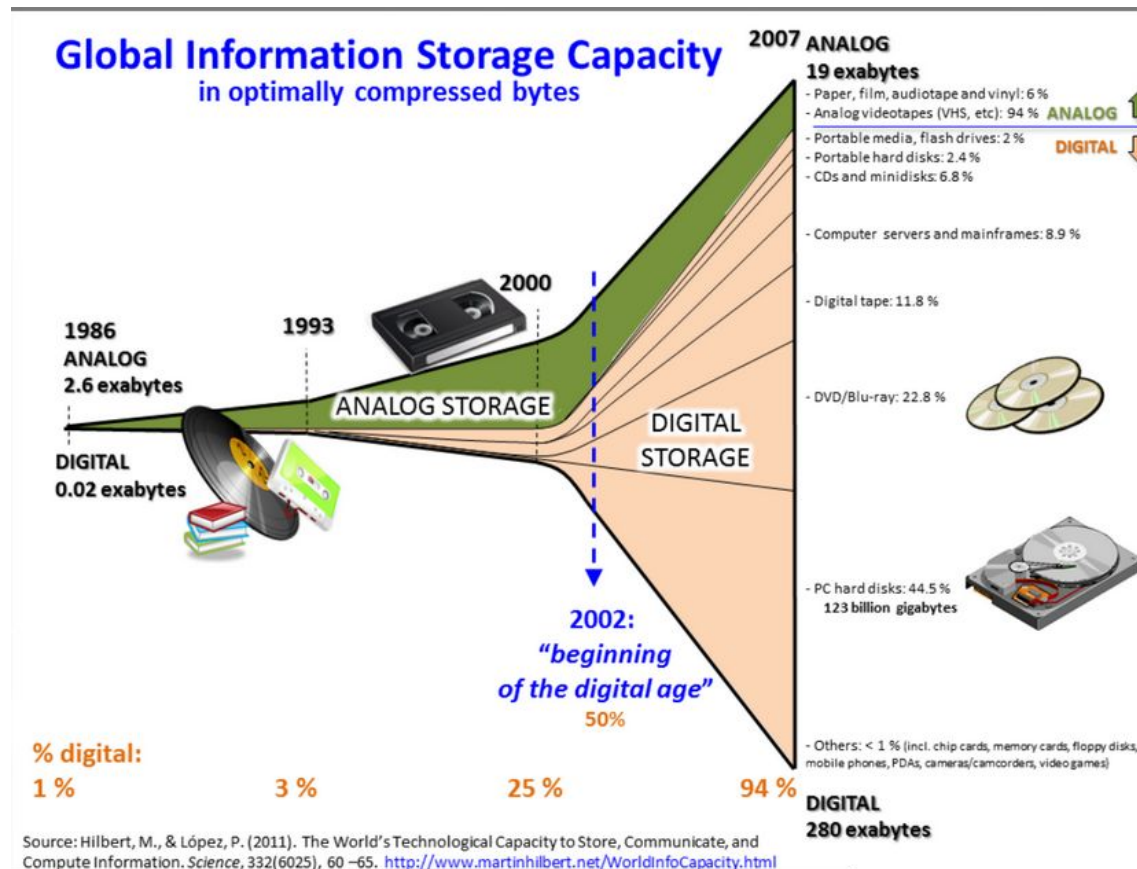 Global Information Storage Capacity
in optimally compressed bytes
2007
ANALOG
19 exabytes
- Paper, film, audiotape and vinyl: 6 %
- Analog videotapes (VHS, etc): 94 %
ANALOG
- Portable media, flash drives: 2 %
DIGITAL
- Portable hard disks: 2.4 %
- CDs and minidisks: 6.8 %
- Computer servers and mainframes: 8.9 %
- Digital tape: 11.8 %
- DVD/Blu-ray: 22.8 %
- PC hard disks: 44.5 %
123 billion gigabytes
- Others: < 1 % (incl. chip cards, memory cards, floppy disks,
mobile phones, PDAs, cameras/camcorders, video games)
DIGITAL
280 exabytes
1986
ANALOG
2.6 exabytes
DIGITAL
0.02 exabytes
1993
2000
ANALOG STORAGE
DIGITAL
STORAGE
2002:
"beginning
of the digital age"
50%
% digital:
1 %
3 %
25 %
94 %
Source: Hilbert, M., & López, P. (2011). The World's Technological Capacity to Store, Communicate, and
Compute Information. Science, 332(6025), 60 –65. http://www.martinhilbert.net/WorldInfoCapacity.html